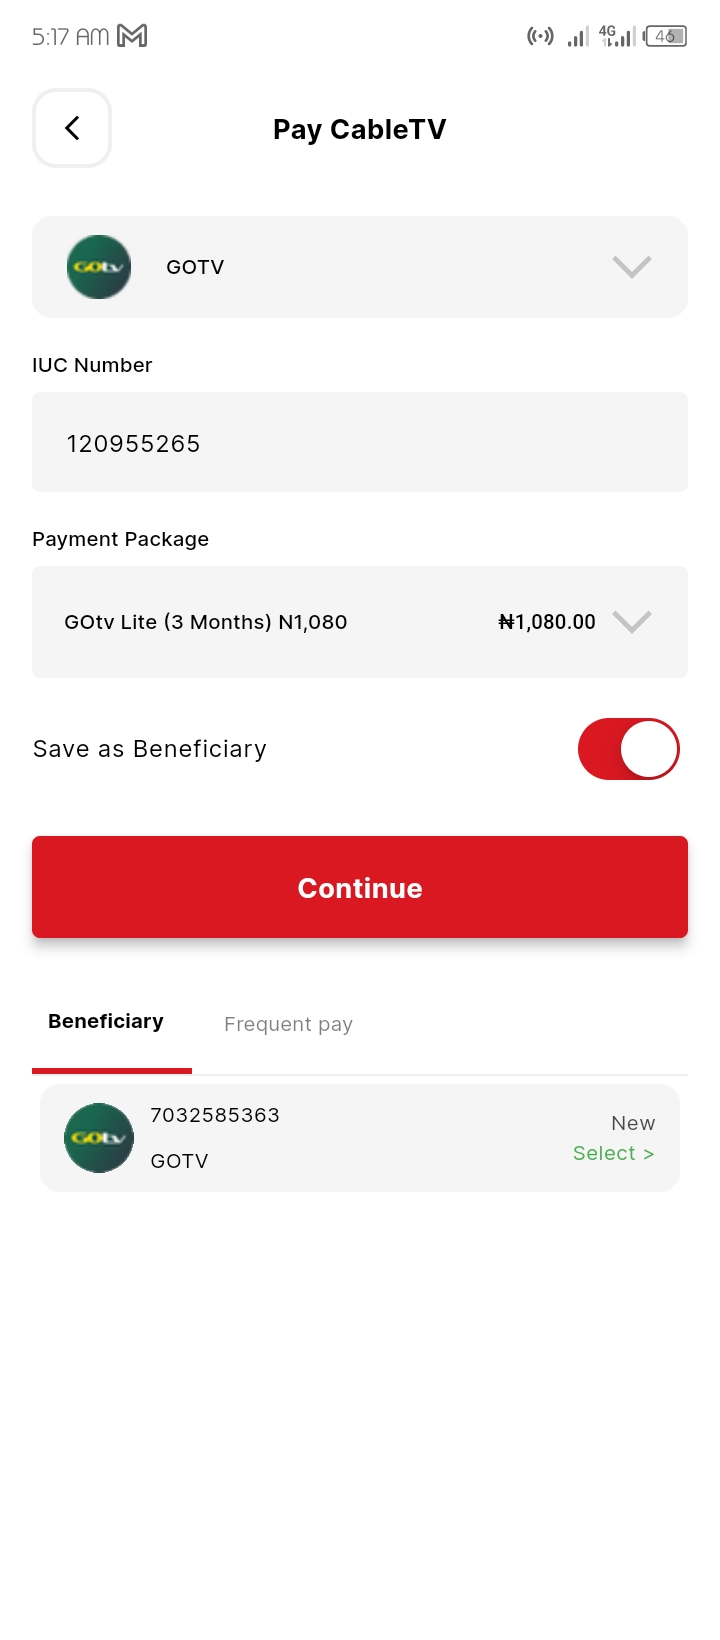 5:17 AM
4G
46
Pay CableTV
GOtv
GOTV
IUC Number
120955265
Payment Package
GOtv Lite (3 Months) N1,080 ₦1,080.00
Save as Beneficiary
Continue
Beneficiary
Frequent pay
GOtv
7032585363
GOTV
New
Select >